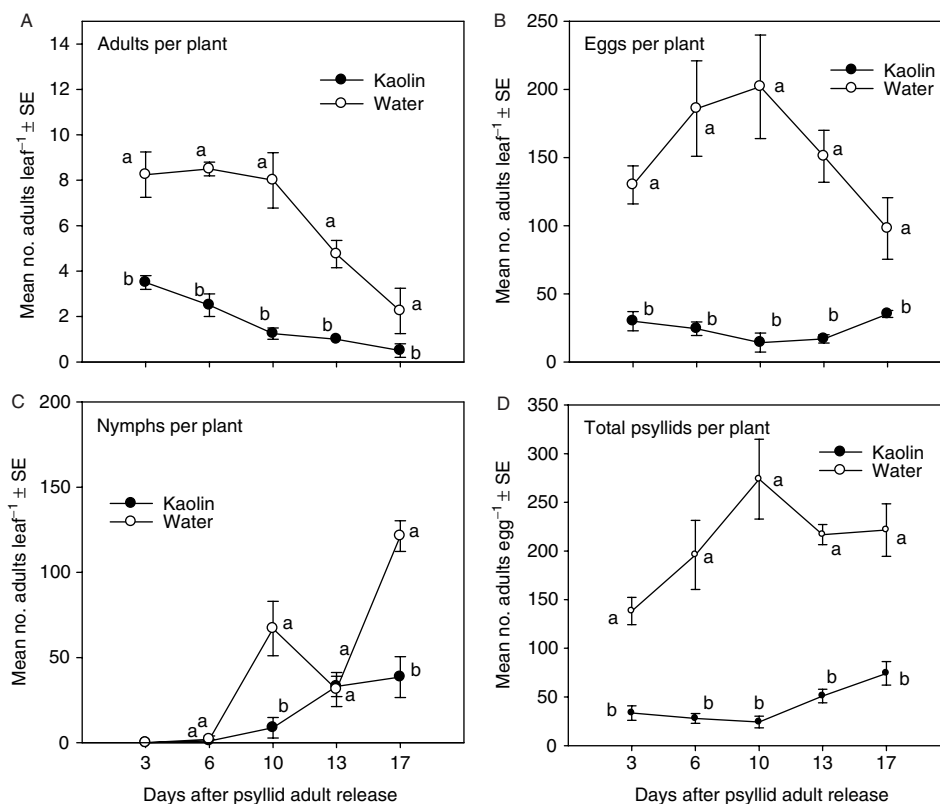 A
Adults per plant
Kaolin
Water
Mean no. adults leaf⁻¹ ± SE
14
12
10
8
6
4
2
0
a
a
a
a
a
b
b
b
b
b
B
Eggs per plant
Kaolin
Water
Mean no. adults leaf⁻¹ ± SE
250
200
150
100
50
0
a
a
a
a
a
b
b
b
b
b
C
Nymphs per plant
Kaolin
Water
Mean no. adults leaf⁻¹ ± SE
200
150
100
50
0
a
a
a
b
a
a
a
b
3
6
10
13
17
Days after psyllid adult release
D
Total psyllids per plant
Kaolin
Water
Mean no. adults egg⁻¹ ± SE
350
300
250
200
150
100
50
0
a
a
a
a
a
b
b
b
b
b
3
6
10
13
17
Days after psyllid adult release